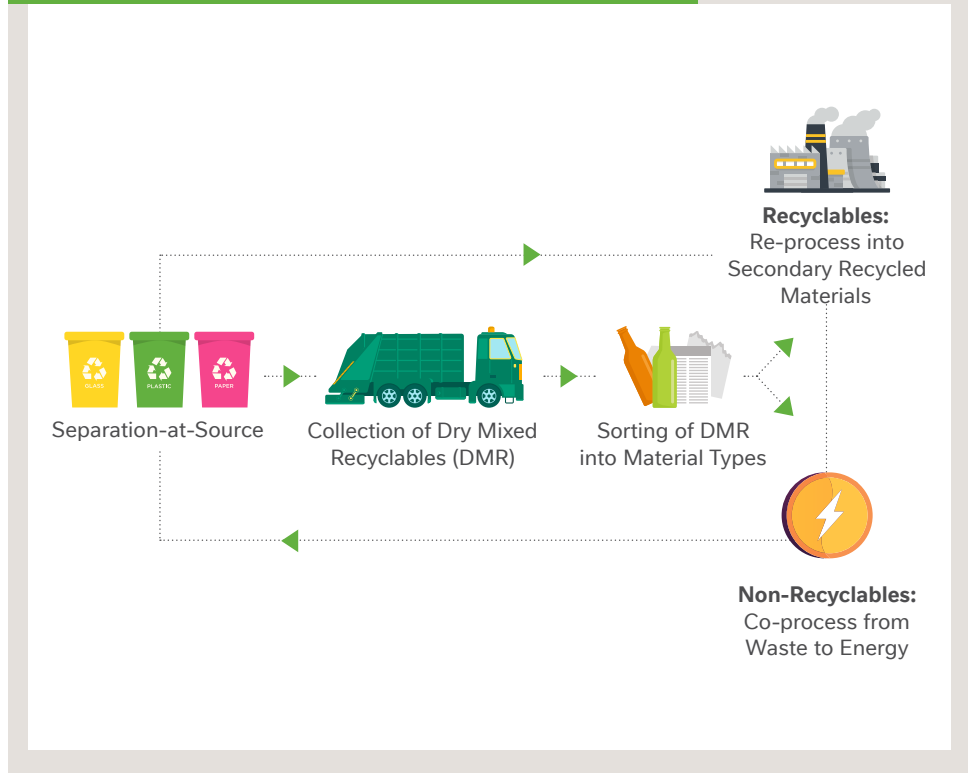 Recyclables:
Re-process into
Secondary Recycled
Materials
GLASS
PLASTIC
PAPER
Separation-at-Source
Collection of Dry Mixed
Recyclables (DMR)
Sorting of DMR
into Material Types
Non-Recyclables:
Co-process from
Waste to Energy